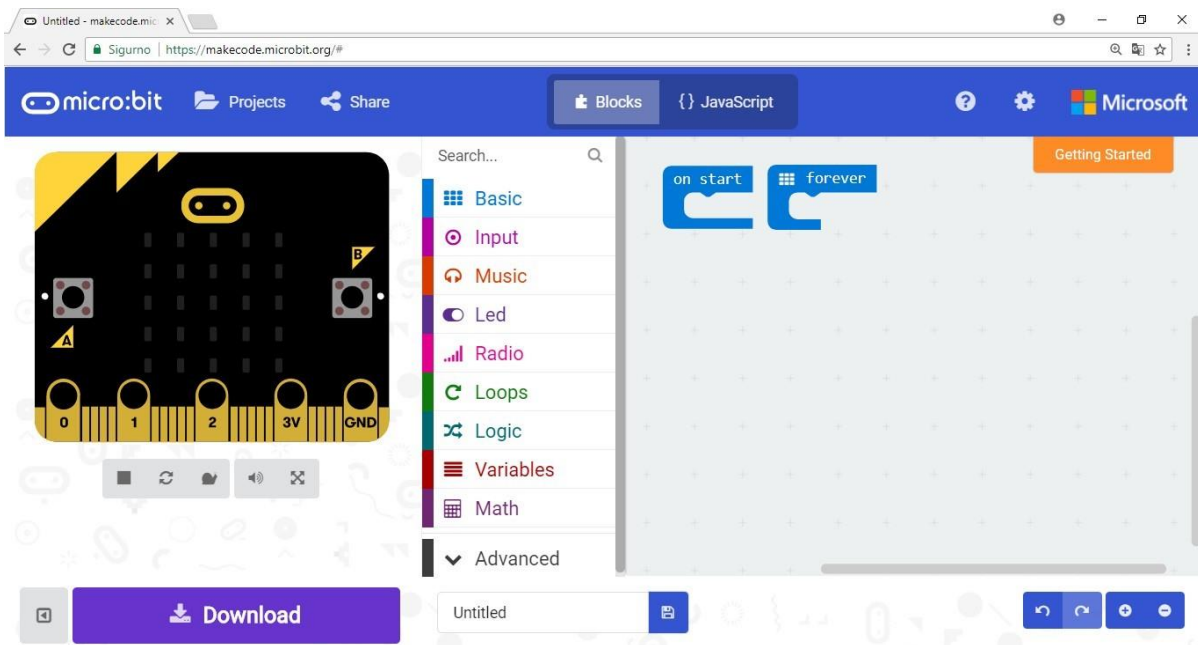 Untitled - makecode.mic
Sigurno | https://makecode.microbit.org/#
micro:bit Projects Share Blocks {} JavaScript Microsoft
Search...
Getting Started
Basic
Input
Music
Led
Radio
Loops
Logic
Variables
Math
Advanced
on start
forever
B
A
0 1 2 3V GND
Download
Untitled